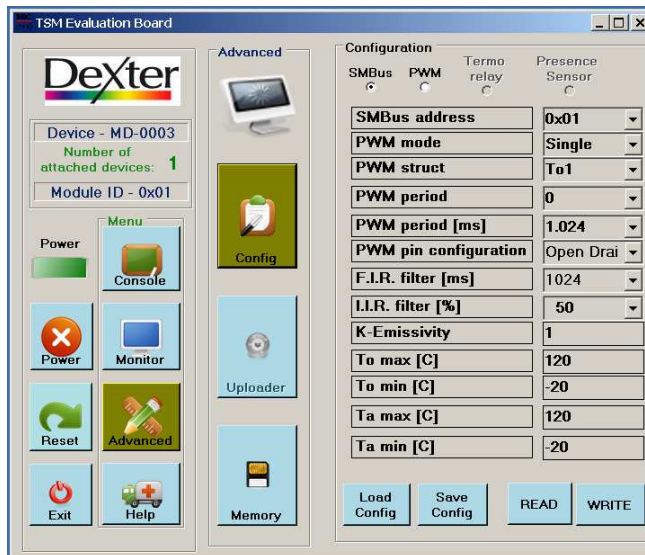 TSM Evaluation Board
DeXter
Device - MD-0003
Number of
attached devices: 1
Module ID - 0x01
Menu
Power
Console
Power
Monitor
Reset
Advanced
Exit
Help
Advanced
Config
Uploader
Memory
Configuration
SMBus
PWM
Termo
relay
Presence
Sensor
SMBus address 0x01
PWM mode Single
PWM struct To1
PWM period 0
PWM period [ms] 1.024
PWM pin configuration Open Drai
F.I.R. filter [ms] 1024
I.I.R. filter [%] 50
K-Emissivity 1
To max [C] 120
To min [C] -20
Ta max [C] 120
Ta min [C] -20
Load
Config
Save
Config
READ
WRITE